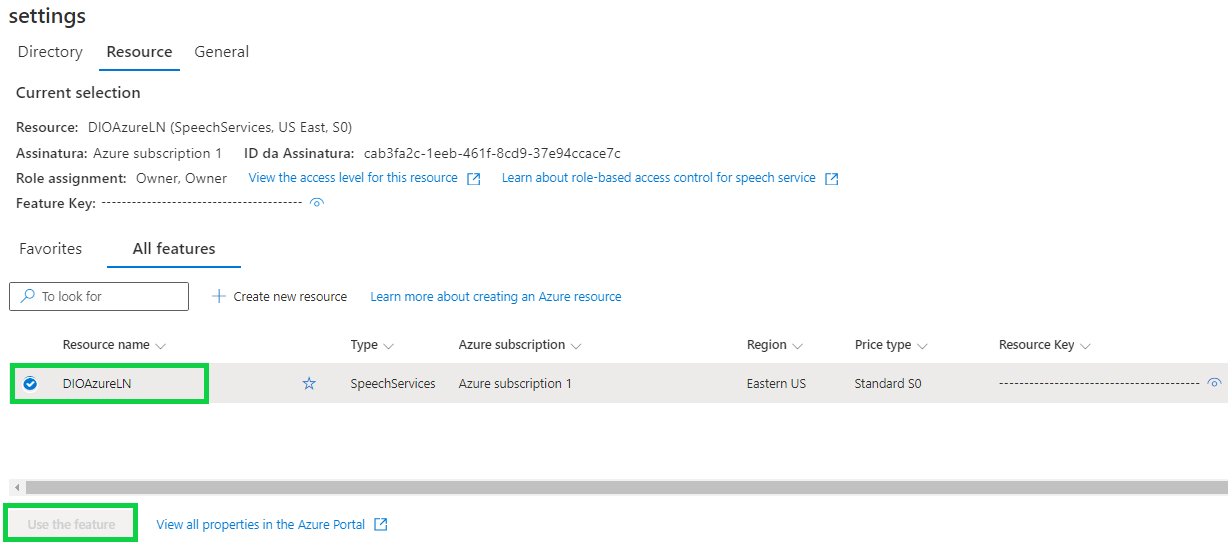 settings
Directory Resource General
Current selection
Resource: DIOAzureLN (SpeechServices, US East, S0)
Assinatura: Azure subscription 1 ID da Assinatura: cab3fa2c-1eeb-461f-8cd9-37e94ccace7c
Role assignment: Owner, Owner View the access level for this resource Learn about role-based access control for speech service
Feature Key: ----------------------------------------
Favorites All features
To look for Create new resource Learn more about creating an Azure resource
Resource name Type Azure subscription Region Price type Resource Key
DIOAzureLN SpeechServices Azure subscription 1 Eastern US Standard S0 ----------------------------------------
Use the feature View all properties in the Azure Portal